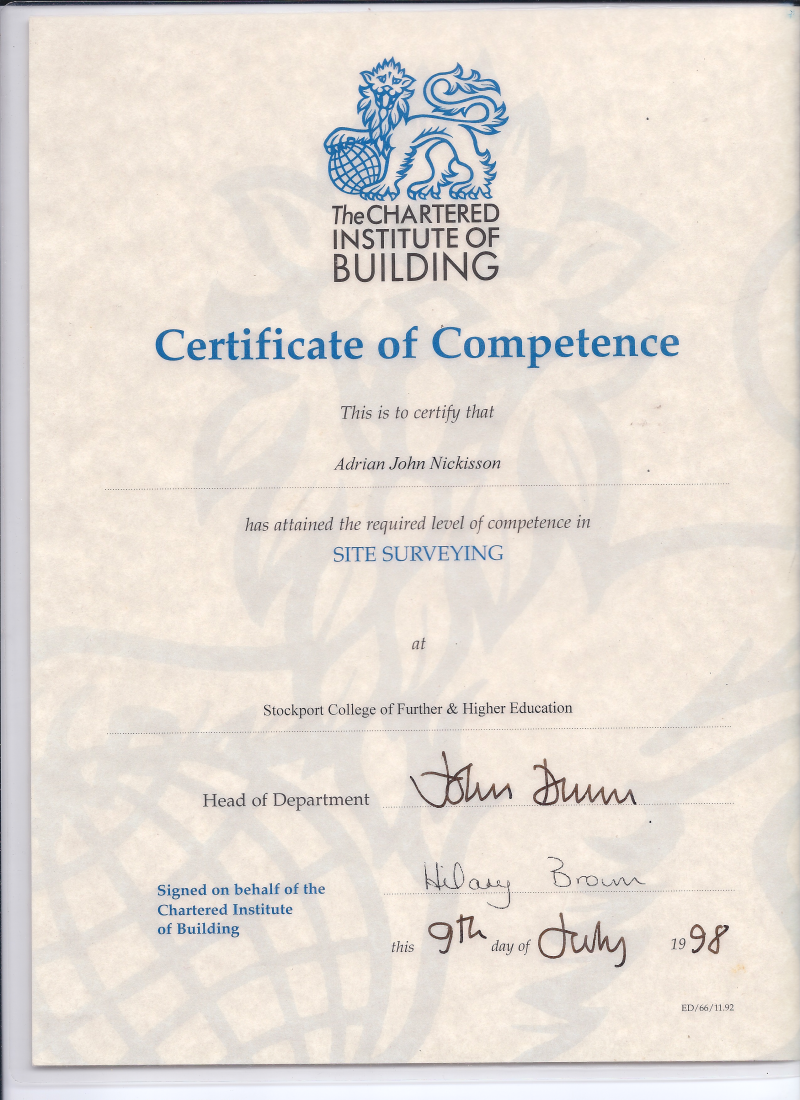 The CHARTERED
INSTITUTE OF
BUILDING
Certificate of Competence
This is to certify that
Adrian John Nickisson
has attained the required level of competence in
SITE SURVEYING
at
Stockport College of Further & Higher Education
Head of Department John Dunn
Signed on behalf of the
Chartered Institute
of Building
Hilary Brown
this 9th day of July 1998
ED/66/11.92